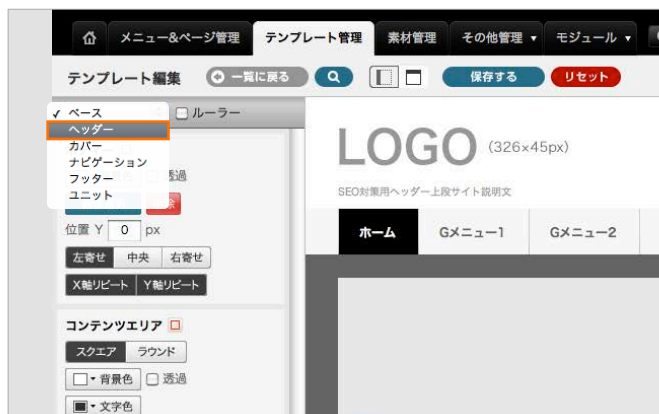 メニュー&ページ管理 テンプレート管理 素材管理 その他管理 ▼ モジュール ▼
テンプレート編集 一覧に戻る 保存する リセット
✓ ベース
ヘッダー
カバー
ナビゲーション
フッター
ユニット
ルーラー
透過
位置 Y 0 px
左寄せ 中央 右寄せ
X軸リピート Y軸リピート
コンテンツエリア
スクエア ラウンド
背景色 透過
文字色
LOGO (326×45px)
SEO対策用ヘッダー上段サイト説明文
ホーム Gメニュー1 Gメニュー2